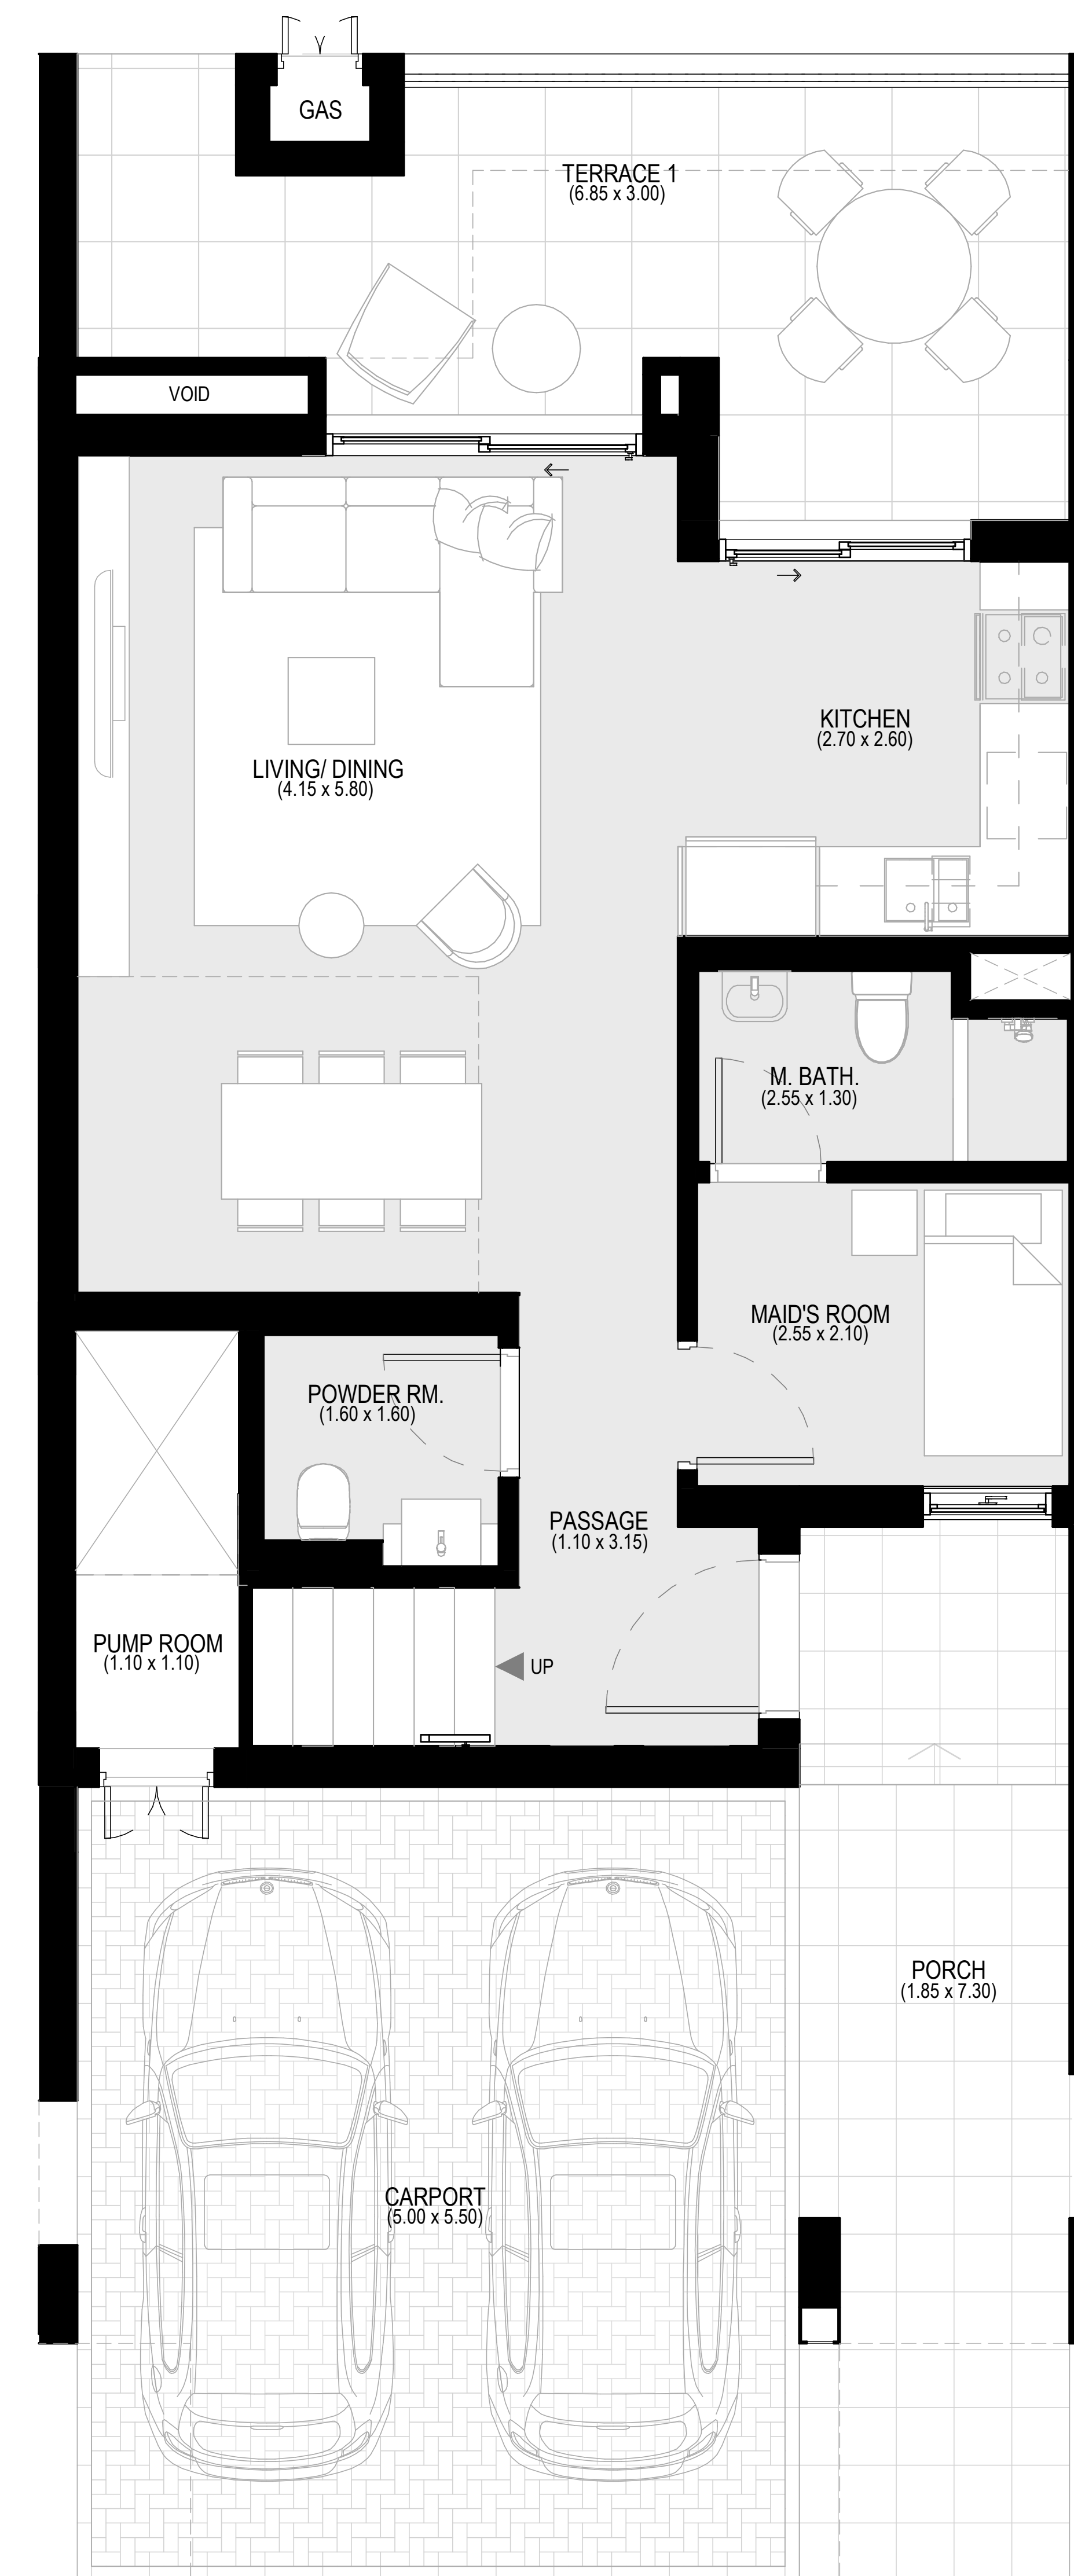 GAS
TERRACE 1
(6.85 x 3.00)
VOID
KITCHEN
(2.70 x 2.60)
LIVING/ DINING
(4.15 x 5.80)
M. BATH.
(2.55 x 1.30)
MAID'S ROOM
(2.55 x 2.10)
POWDER RM.
(1.60 x 1.60)
PASSAGE
(1.10 x 3.15)
PUMP ROOM
(1.10 x 1.10)
UP
PORCH
(1.85 x 7.30)
CARPORT
(5.00 x 5.50)